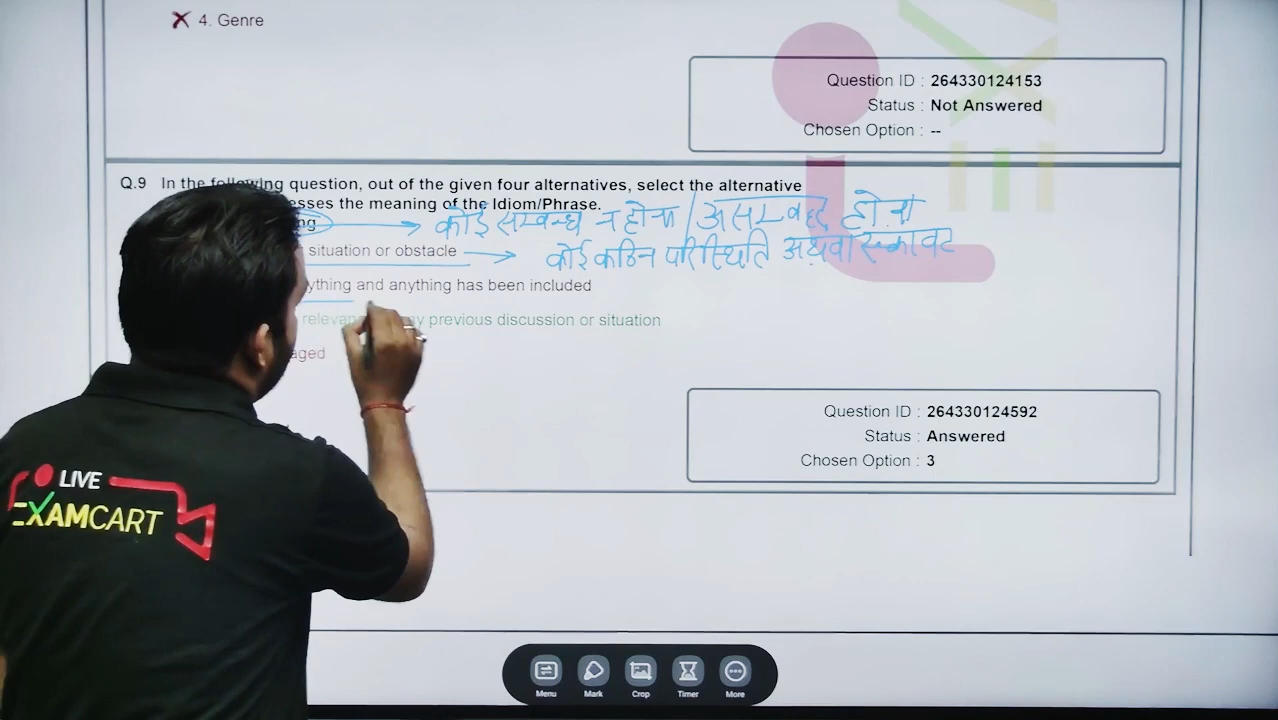 4. Genre
Question ID : 264330124153
Status : Not Answered
Chosen Option : --
Q.9 In the following question, out of the given four alternatives, select the alternative
esses the meaning of the Idiom/Phrase.
ng कोई सम्बन्ध न होना / असम्बद्ध होना
situation or obstacle कोई कठिन परिस्थिति अथवा रुकावट
ything and anything has been included
relevan y previous discussion or situation
aged
Question ID : 264330124592
Status : Answered
Chosen Option : 3
LIVE
EXAMCART
Menu Mark Crop Timer More